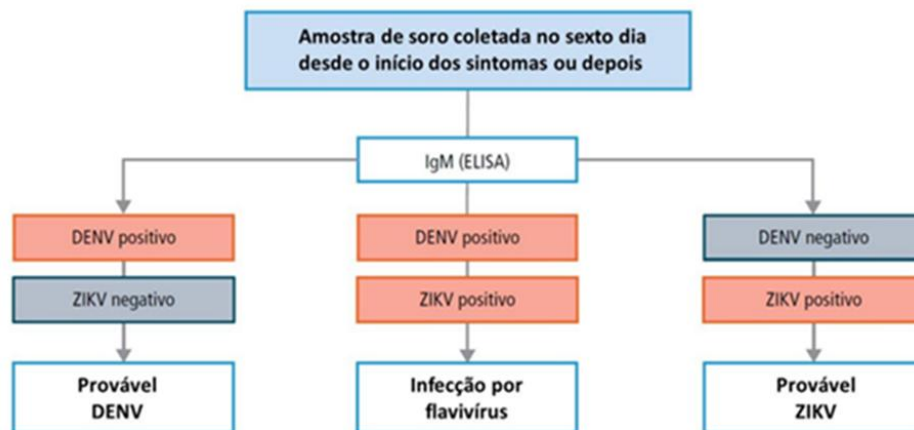 Amostra de soro coletada no sexto dia
desde o início dos sintomas ou depois
IgM (ELISA)
DENV positivo
ZIKV negativo
Provável
DENV
DENV positivo
ZIKV positivo
Infecção por
flavivírus
DENV negativo
ZIKV positivo
Provável
ZIKV